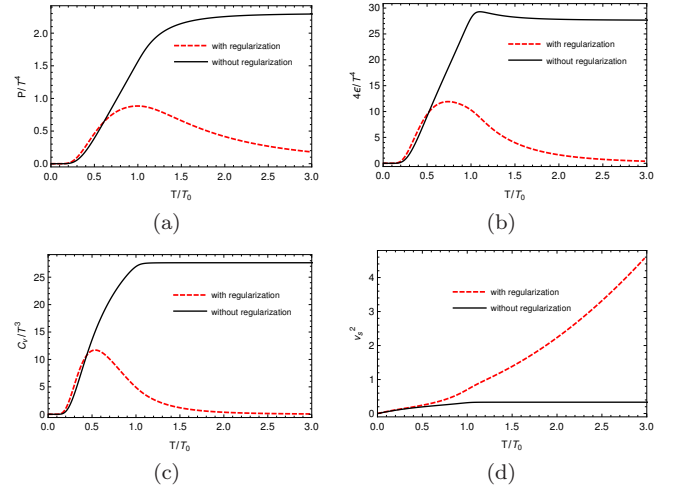 2.0
1.5
1.0
0.5
0.0
P/T⁴
with regularization
without regularization
0.0 0.5 1.0 1.5 2.0 2.5 3.0
T/T₀
(a)
30
25
20
15
10
5
0
4ϵ/T⁴
with regularization
without regularization
0.0 0.5 1.0 1.5 2.0 2.5 3.0
T/T₀
(b)
25
20
15
10
5
0
Cᵥ/T³
with regularization
without regularization
0.0 0.5 1.0 1.5 2.0 2.5 3.0
T/T₀
(c)
4
3
2
1
0
vₛ²
with regularization
without regularization
0.0 0.5 1.0 1.5 2.0 2.5 3.0
T/T₀
(d)